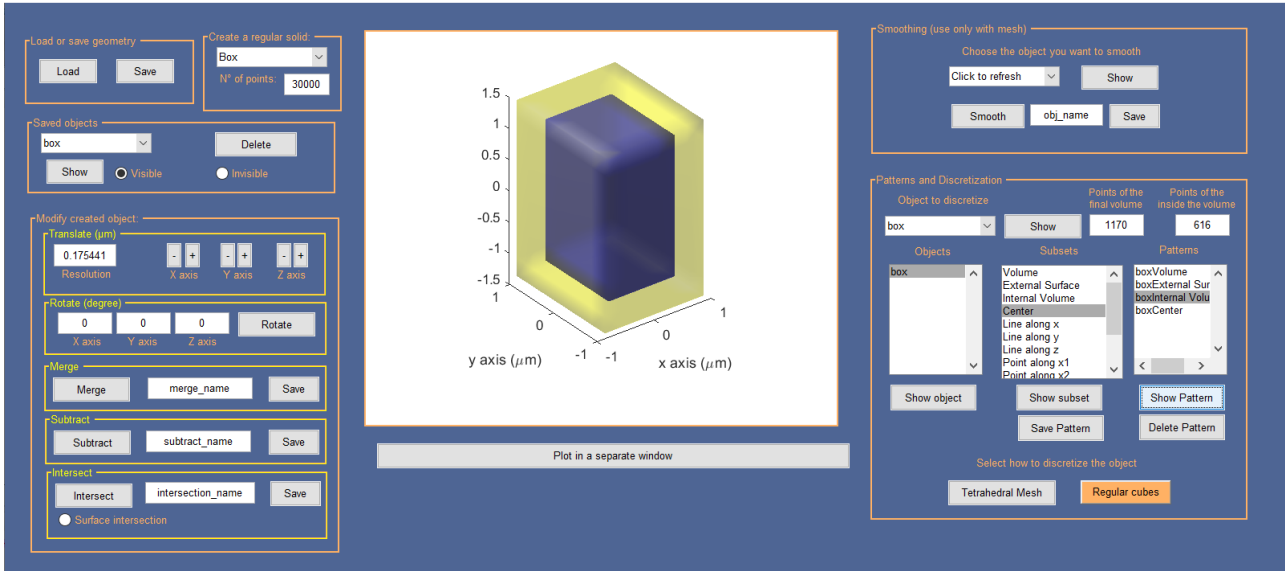 Load or save geometry
Load
Save
Create a regular solid:
Box
N° of points:
30000
Saved objects
box
Delete
Show
Visible
Invisible
Modify created object:
Translate (µm)
0.175441
- +
- +
- +
Resolution
X axis
Y axis
Z axis
Rotate (degree)
0
0
0
Rotate
X axis
Y axis
Z axis
Merge
Merge
merge_name
Save
Subtract
Subtract
subtract_name
Save
Intersect
Intersect
intersection_name
Save
Surface intersection
1.5
1
0.5
0
-0.5
-1
-1.5
1
0
-1
-1
0
1
y axis (μm)
x axis (μm)
Plot in a separate window
Smoothing (use only with mesh)
Choose the object you want to smooth
Click to refresh
Show
Smooth
obj_name
Save
Patterns and Discretization
Object to discretize
Points of the
final volume
Points of the
inside the volume
box
Show
1170
616
Objects
Subsets
Patterns
box
Volume
External Surface
Internal Volume
Center
Line along x
Line along y
Line along z
Point along x1
Point along x2
boxVolume
boxExternal Sur
boxInternal Volu
boxCenter
Show object
Show subset
Show Pattern
Save Pattern
Delete Pattern
Select how to discretize the object
Tetrahedral Mesh
Regular cubes